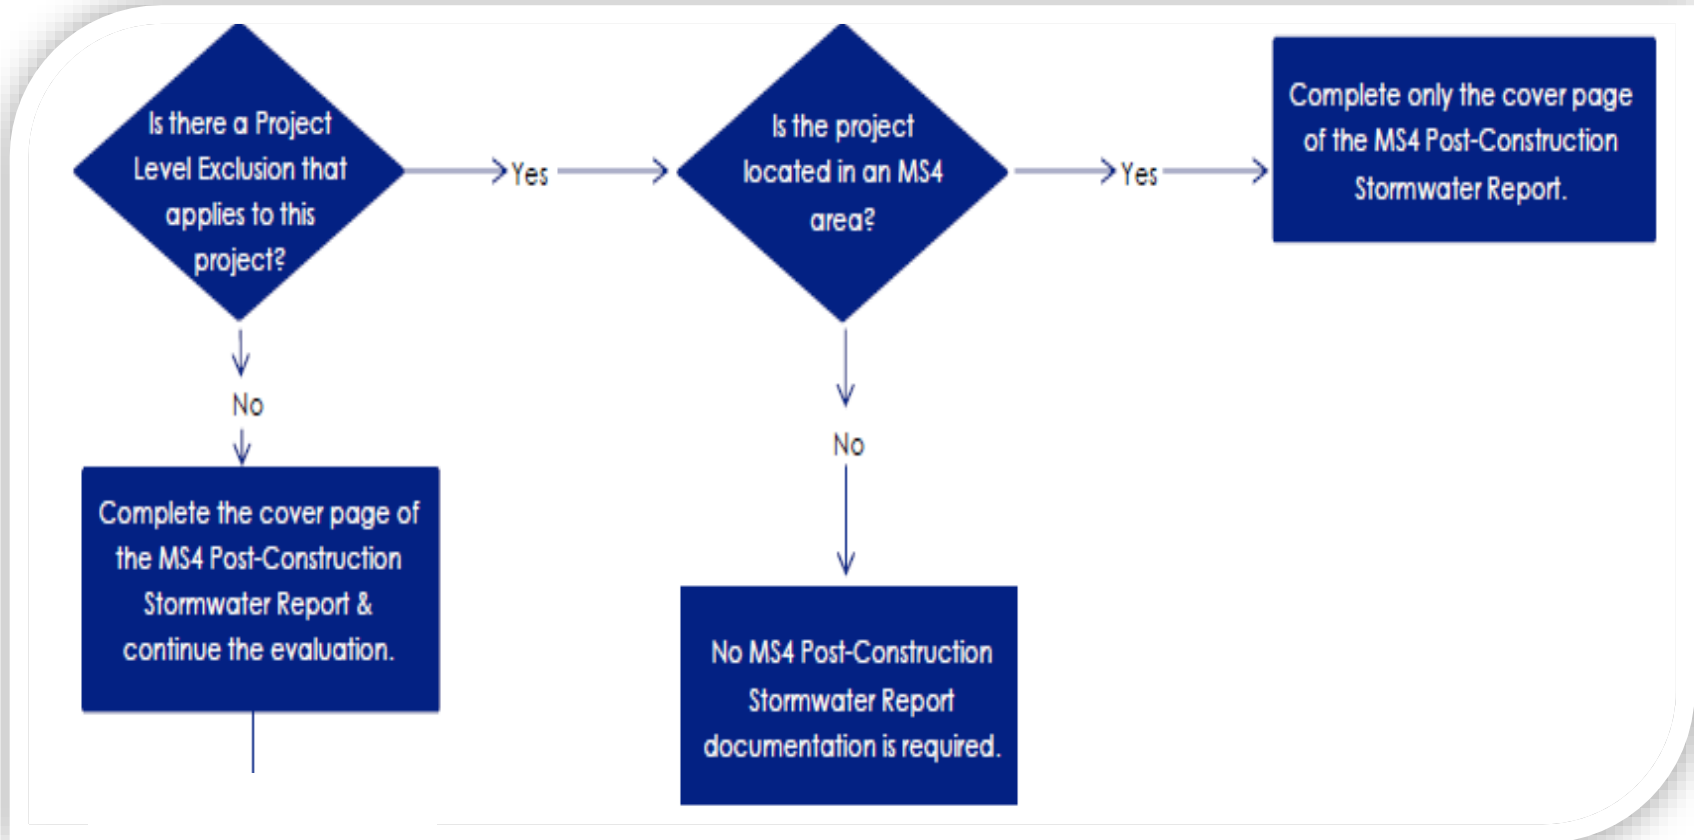 Is there a Project
Level Exclusion that
applies to this
project?
Yes
Is the project
located in an MS4
area?
Yes
Complete only the cover page
of the MS4 Post-Construction
Stormwater Report.
No
Complete the cover page of
the MS4 Post-Construction
Stormwater Report &
continue the evaluation.
No
No MS4 Post-Construction
Stormwater Report
documentation is required.